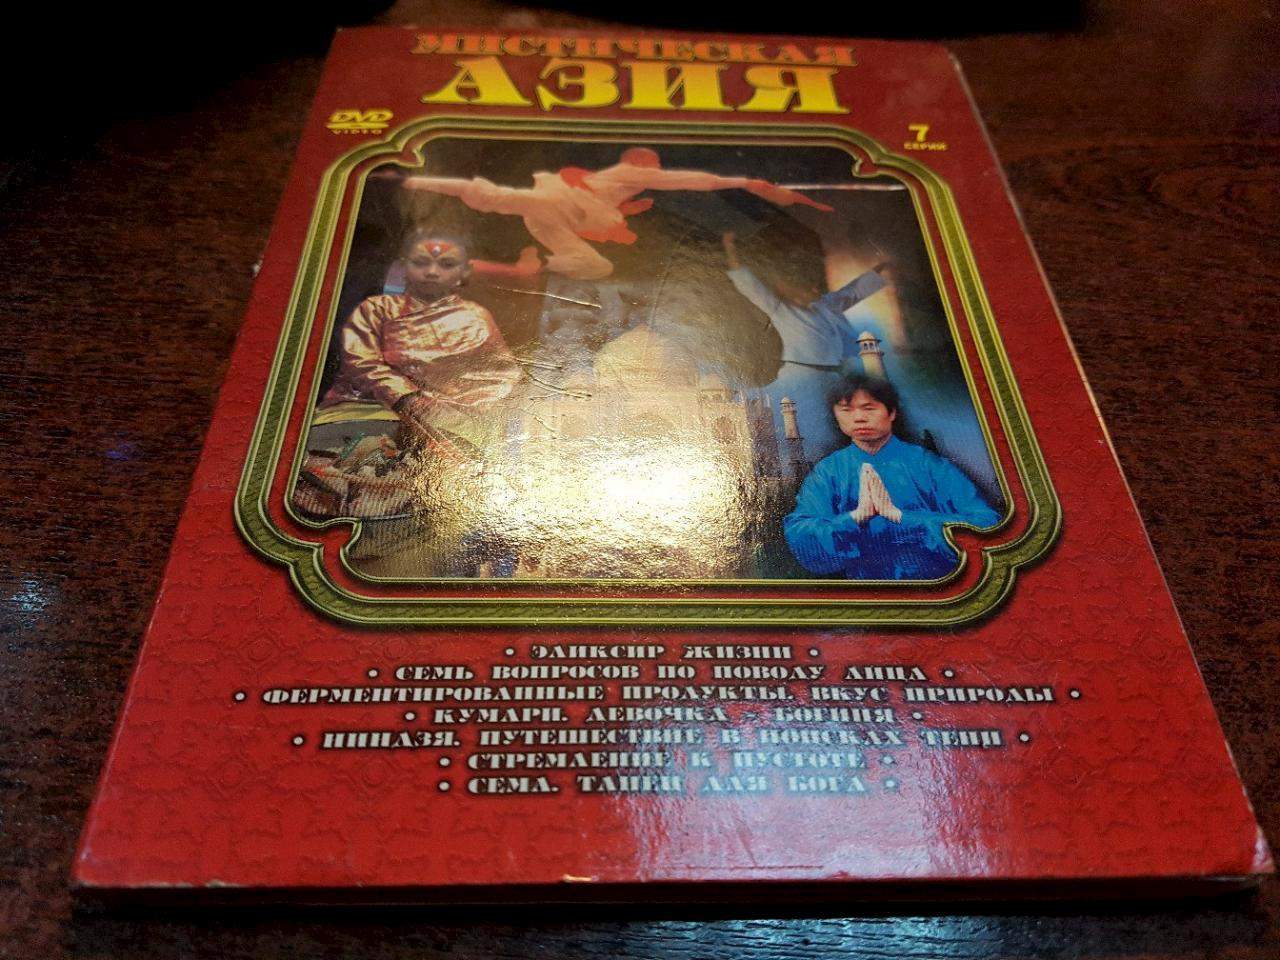 МИСТИЧЕСКАЯ
АЗИЯ
DVD
VIDEO
7
СЕРИЙ
• ЭЛИКСИР ЖИЗНИ •
• СЕМЬ ВОПРОСОВ ПО ПОВОДУ ЯЙЦА •
• ФЕРМЕНТИРОВАННЫЕ ПРОДУКТЫ. ВКУС ПРИРОДЫ •
• КУМАРИ. ДЕВОЧКА - БОГИНЯ •
• НИНДЗЯ. ПУТЕШЕСТВИЕ В ПОИСКАХ ТЕНИ •
• СТРЕМЛЕНИЕ К ПУСТОТЕ •
• СЕМА. ТАНЕЦ ДЛЯ БОГА •